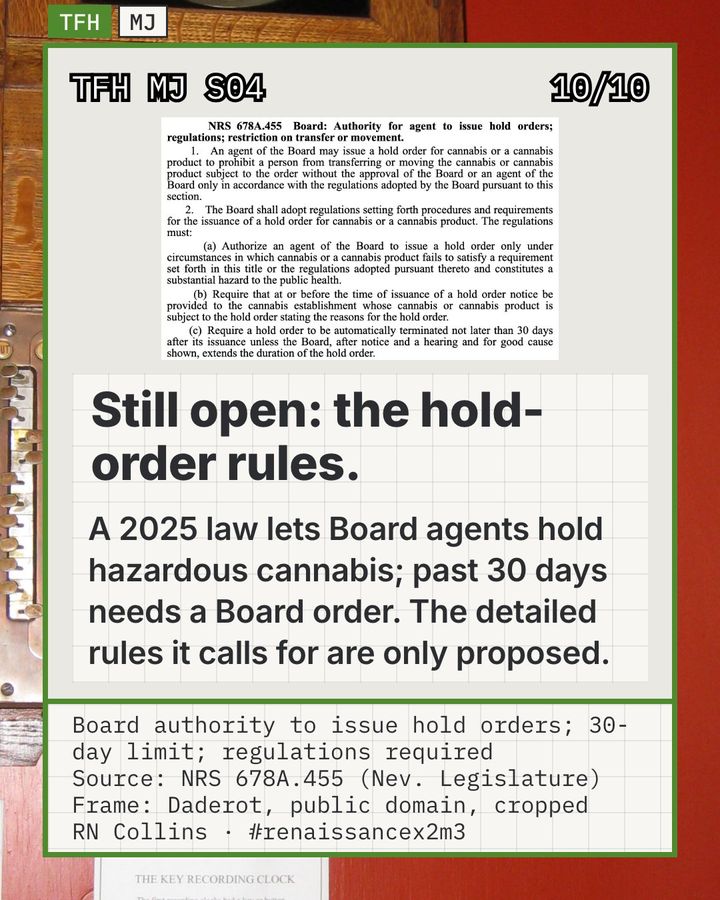 TFH MJ
TFH MJ S04 10/10
NRS 678A.455 Board: Authority for agent to issue hold orders;
regulations; restriction on transfer or movement.
1. An agent of the Board may issue a hold order for cannabis or a cannabis
product to prohibit a person from transferring or moving the cannabis or cannabis
product subject to the order without the approval of the Board or an agent of the
Board only in accordance with the regulations adopted by the Board pursuant to this
section.
2. The Board shall adopt regulations setting forth procedures and requirements
for the issuance of a hold order for cannabis or a cannabis product. The regulations
must:
(a) Authorize an agent of the Board to issue a hold order only under
circumstances in which cannabis or a cannabis product fails to satisfy a requirement
set forth in this title or the regulations adopted pursuant thereto and constitutes a
substantial hazard to the public health.
(b) Require that at or before the time of issuance of a hold order notice be
provided to the cannabis establishment whose cannabis or cannabis product is
subject to the hold order stating the reasons for the hold order.
(c) Require a hold order to be automatically terminated not later than 30 days
after its issuance unless the Board, after notice and a hearing and for good cause
shown, extends the duration of the hold order.
Still open: the hold-
order rules.
A 2025 law lets Board agents hold
hazardous cannabis; past 30 days
needs a Board order. The detailed
rules it calls for are only proposed.
Board authority to issue hold orders; 30-
day limit; regulations required
Source: NRS 678A.455 (Nev. Legislature)
Frame: Daderot, public domain, cropped
RN Collins · #renaissancex2m3
THE KEY RECORDING CLOCK